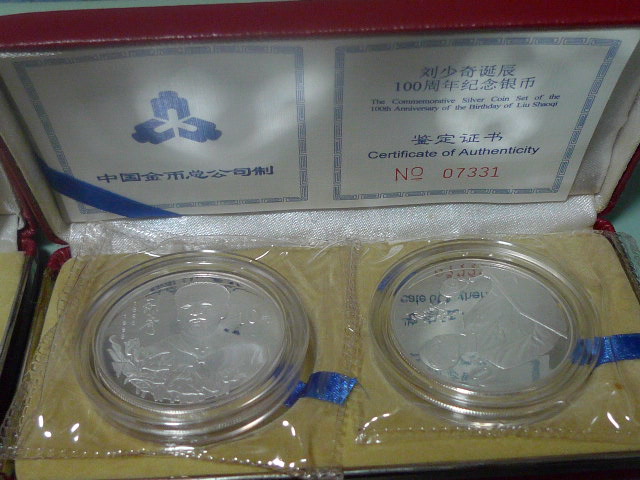 中国金币总公司制
刘少奇诞辰
100周年纪念银币
The Commemorative Silver Coin Set of the
100th Anniversary of the Birthday of Liu Shaoqi
鉴定证书
Certificate of Authenticity
Nº 07331